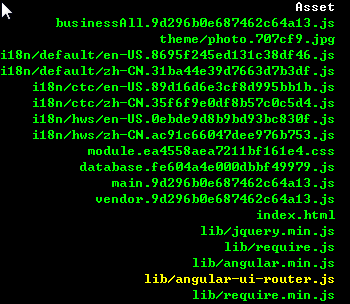 Asset
businessAll.9d296b0e687462c64a13.js
theme/photo.707cf9.jpg
i18n/default/en-US.8695f245ed131c38df46.js
i18n/default/zh-CN.31ba44e39d7663d7b3df.js
i18n/ctc/en-US.89d16d6e3cf8d995bb1b.js
i18n/ctc/zh-CN.35f6f9e0df8b57c0c5d4.js
i18n/hws/en-US.0ebde9d8b9bd93bc830f.js
i18n/hws/zh-CN.ac91c66047dee976b753.js
module.ea4558aea7211bf161e4.css
database.fe604a4e000dbbf49979.js
main.9d296b0e687462c64a13.js
vendor.9d296b0e687462c64a13.js
index.html
lib/jquery.min.js
lib/require.js
lib/angular.min.js
lib/angular-ui-router.js
lib/require.min.js